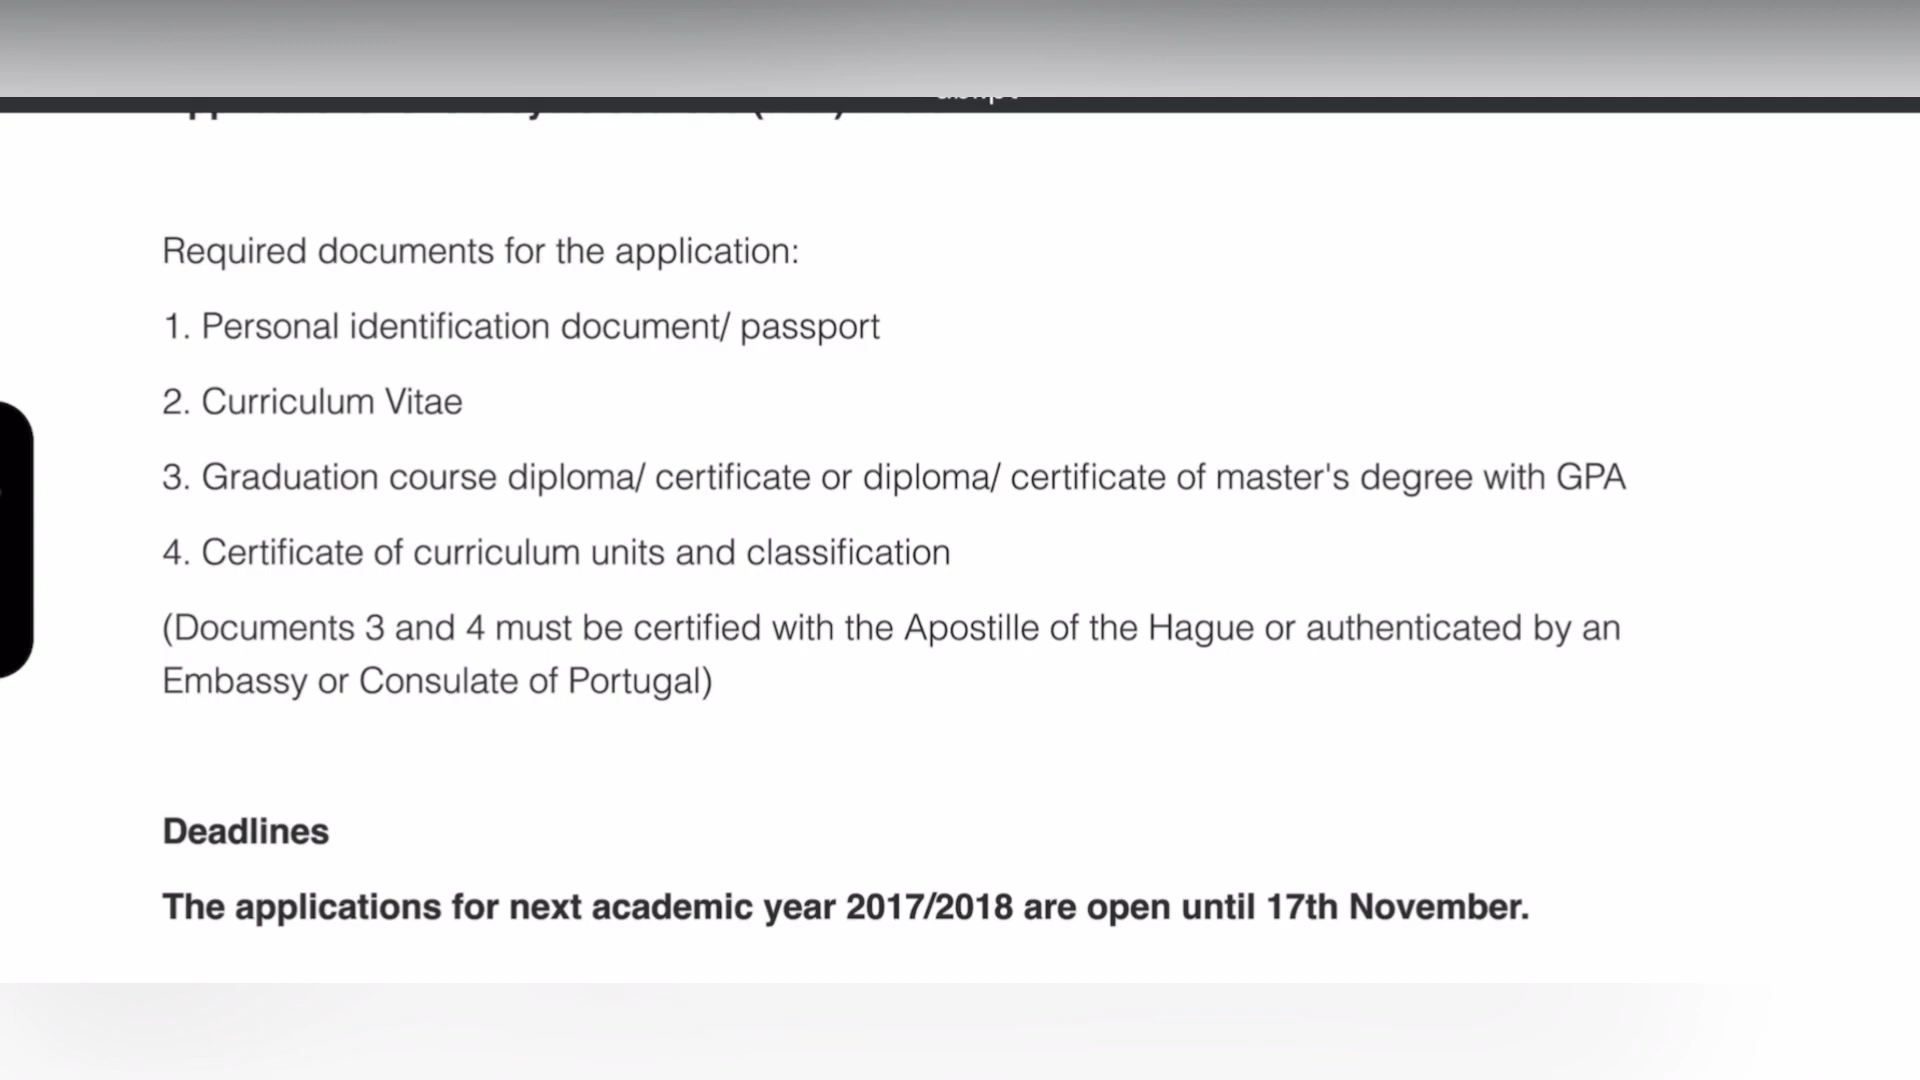 Required documents for the application:
1. Personal identification document/ passport
2. Curriculum Vitae
3. Graduation course diploma/ certificate or diploma/ certificate of master's degree with GPA
4. Certificate of curriculum units and classification
(Documents 3 and 4 must be certified with the Apostille of the Hague or authenticated by an
Embassy or Consulate of Portugal)
Deadlines
The applications for next academic year 2017/2018 are open until 17th November.